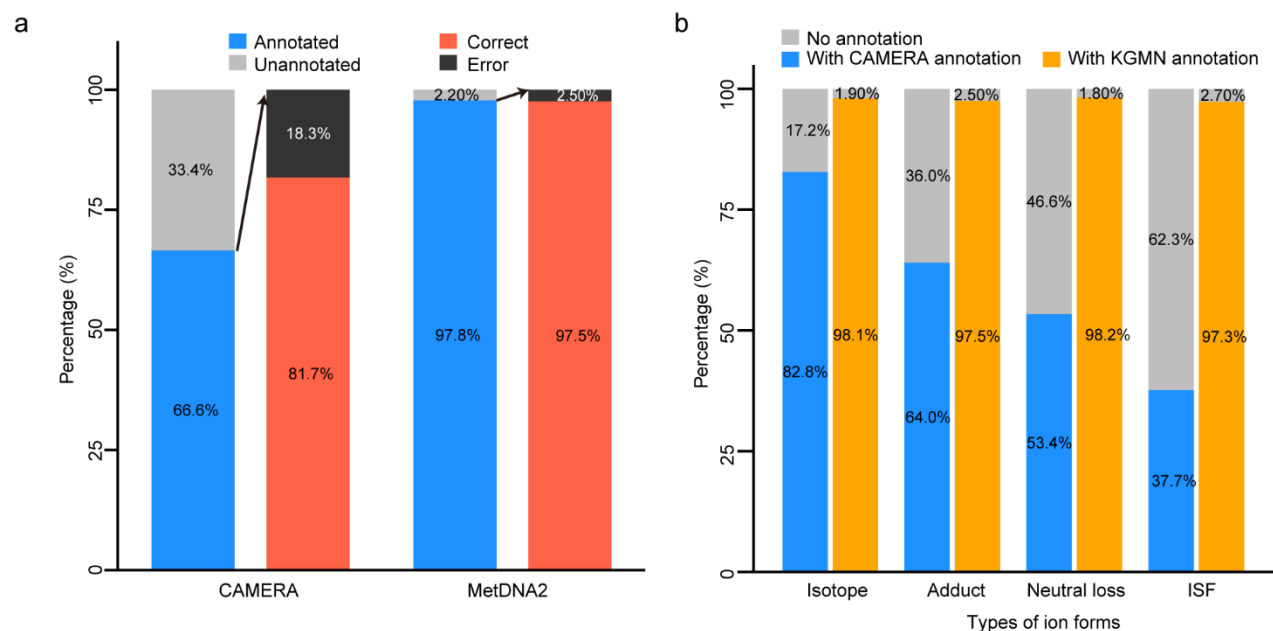 a
Annotated
Correct
Unannotated
Error
Percentage (%)
100
75
50
25
0
33.4%
66.6%
18.3%
81.7%
2.20%
97.8%
2.50%
97.5%
CAMERA
MetDNA2
b
No annotation
With CAMERA annotation
With KGMN annotation
Percentage (%)
100
75
50
25
0
17.2%
82.8%
1.90%
98.1%
36.0%
64.0%
2.50%
97.5%
46.6%
53.4%
1.80%
98.2%
62.3%
37.7%
2.70%
97.3%
Isotope
Adduct
Neutral loss
ISF
Types of ion forms